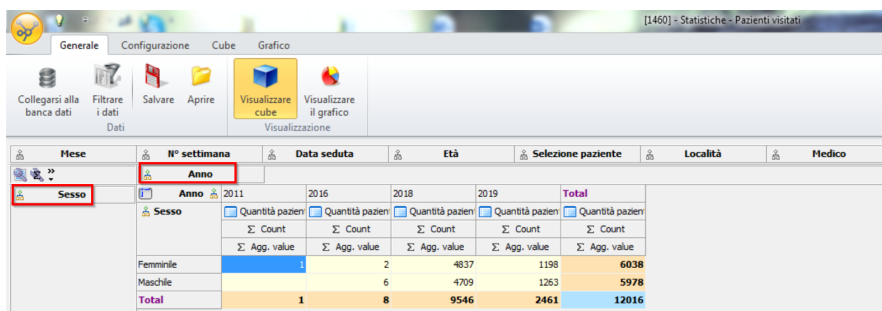 [1460] - Statistiche - Pazienti visitati
Generale Configurazione Cube Grafico
Collegarsi alla banca dati Filtrare i dati Salvare Aprire Visualizzare cube Visualizzare il grafico
Dati Visualizzazione
Mese N° settimana Data seduta Età Selezione paziente Località Medico
Anno
Sesso Anno 2011 2016 2018 2019 Total
Sesso Quantità pazien Quantità pazien Quantità pazien Quantità pazien Quantità pazien
Σ Count Σ Count Σ Count Σ Count Σ Count
Σ Agg. value Σ Agg. value Σ Agg. value Σ Agg. value Σ Agg. value
Femminile 1 2 4837 1198 6038
Maschile 6 4709 1263 5978
Total 1 8 9546 2461 12016